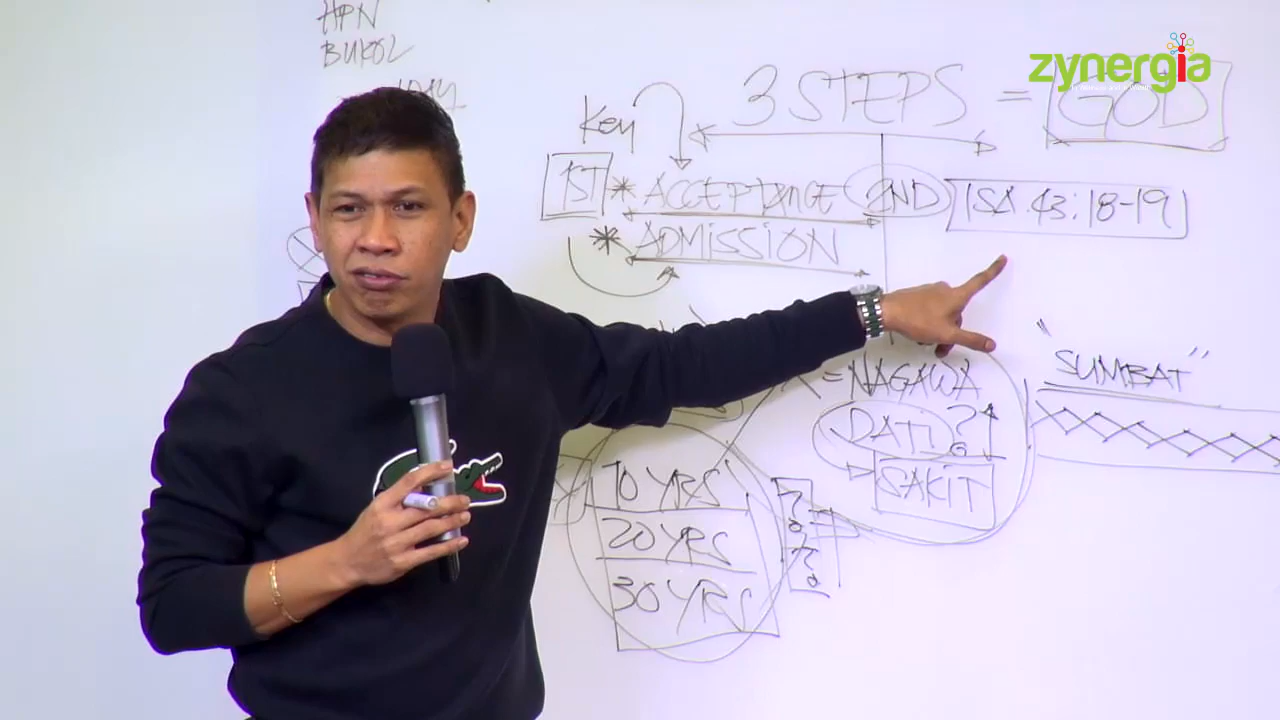 HPN
BUKOL
zynergia
3 STEPS = GOD
Key
1ST * ACCEPTANCE 2ND ISA. 43:18-19
* ADMISSION
"SUMBAT"
= NAGAWA
DATI?
SAKIT
10 YRS
20 YRS
30 YRS